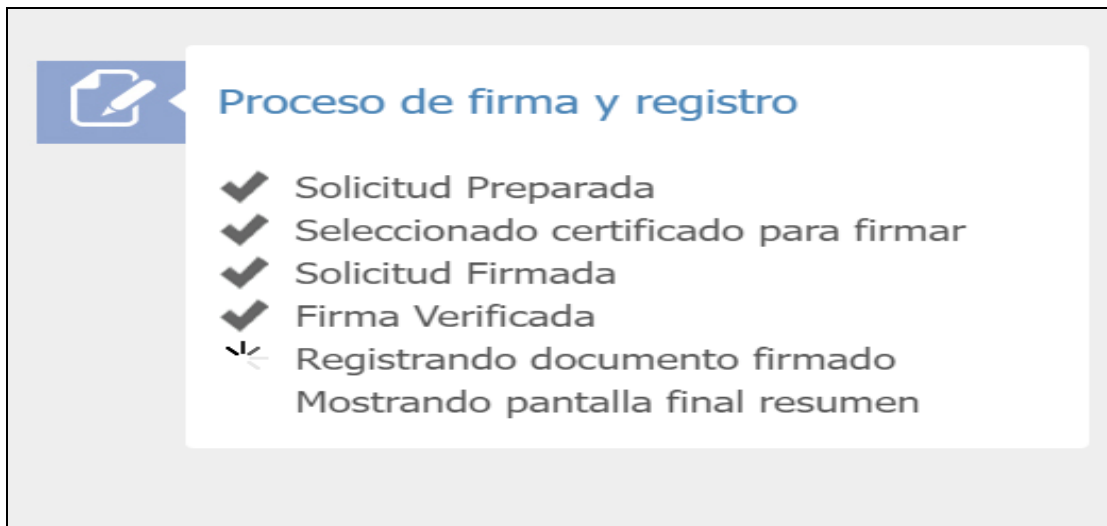 Proceso de firma y registro
Solicitud Preparada
Seleccionado certificado para firmar
Solicitud Firmada
Firma Verificada
Registrando documento firmado
Mostrando pantalla final resumen